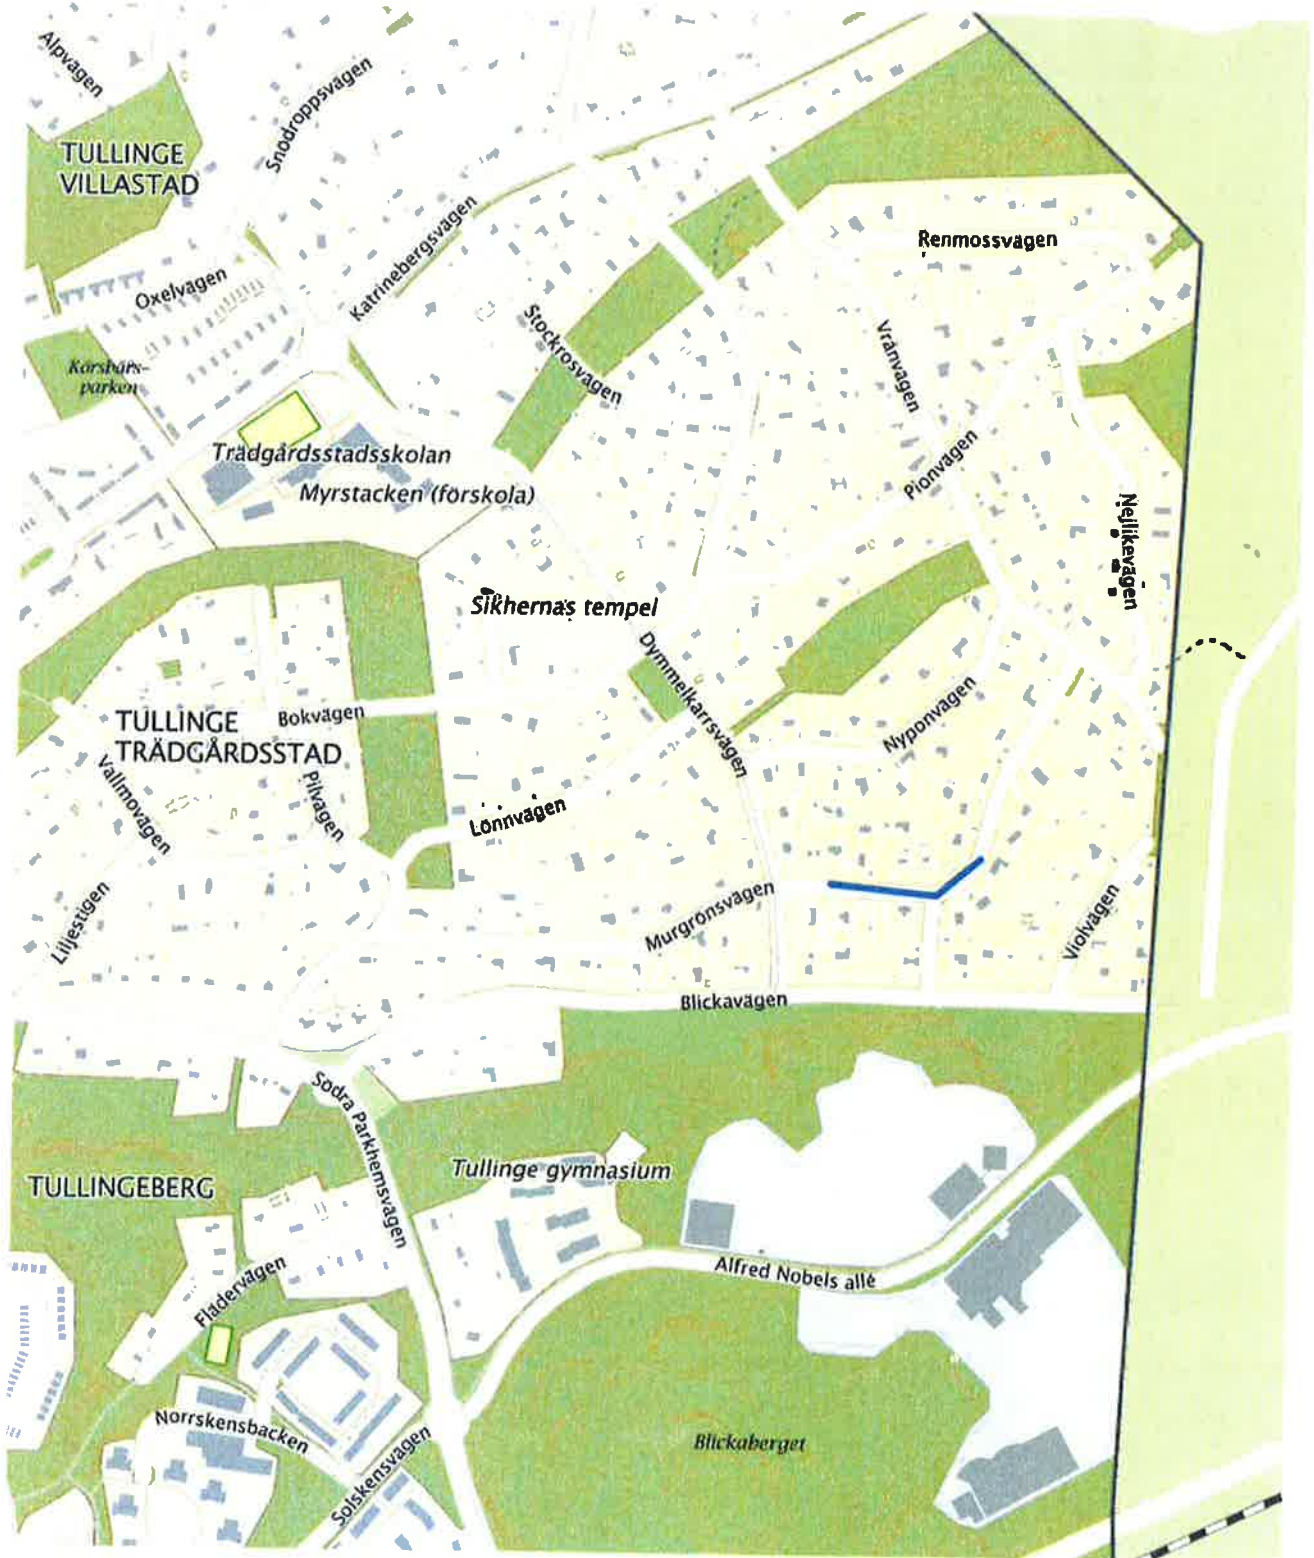 Alpvägen
Snödroppsvägen
TULLINGE
VILLASTAD
Katrinebergsvägen
Renmossvägen
Oxelvägen
Stockrosvägen
Vränvägen
Körsbärs-
parken
Trädgårdsstadsskolan
Pionvägen
Myrstacken (förskola)
Nejlikevägen
Sikhernas tempel
Dymmelkärrsvägen
Nyponvägen
TULLINGE
TRÄDGÅRDSSTAD
Bokvägen
Vallmovägen
Pilvägen
Lönnvägen
Liljestigen
Murgrönsvägen
Violvägen
Blickavägen
Södra Parkhemsvägen
Tullinge gymnasium
TULLINGEBERG
Alfred Nobels allé
Flädervägen
Norrskensbacken
Solskensvägen
Blickaberget